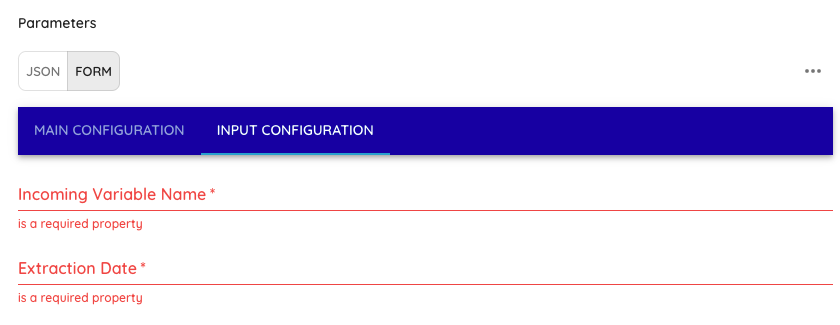 Parameters
JSON FORM
MAIN CONFIGURATION INPUT CONFIGURATION
Incoming Variable Name *
is a required property
Extraction Date *
is a required property